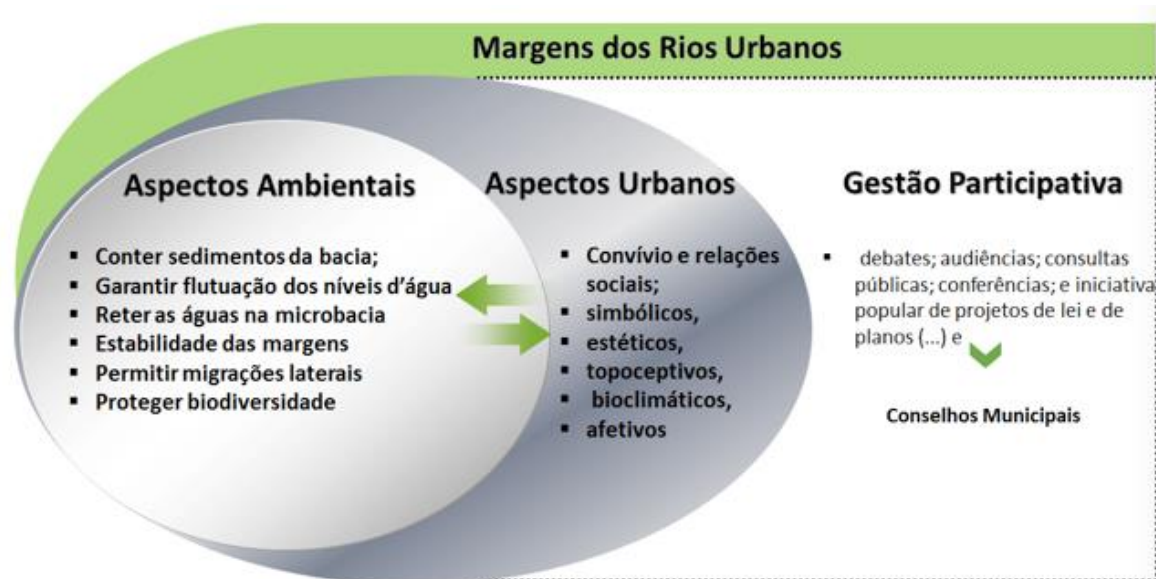 Margens dos Rios Urbanos
Aspectos Ambientais
▪ Conter sedimentos da bacia;
▪ Garantir flutuação dos níveis d'água
▪ Reter as águas na microbacia
▪ Estabilidade das margens
▪ Permitir migrações laterais
▪ Proteger biodiversidade
Aspectos Urbanos
▪ Convívio e relações
sociais;
▪ simbólicos,
▪ estéticos,
▪ topoceptivos,
▪ bioclimáticos,
▪ afetivos
Gestão Participativa
▪ debates; audiências; consultas
públicas; conferências; e iniciativa
popular de projetos de lei e de
planos (...) e
Conselhos Municipais